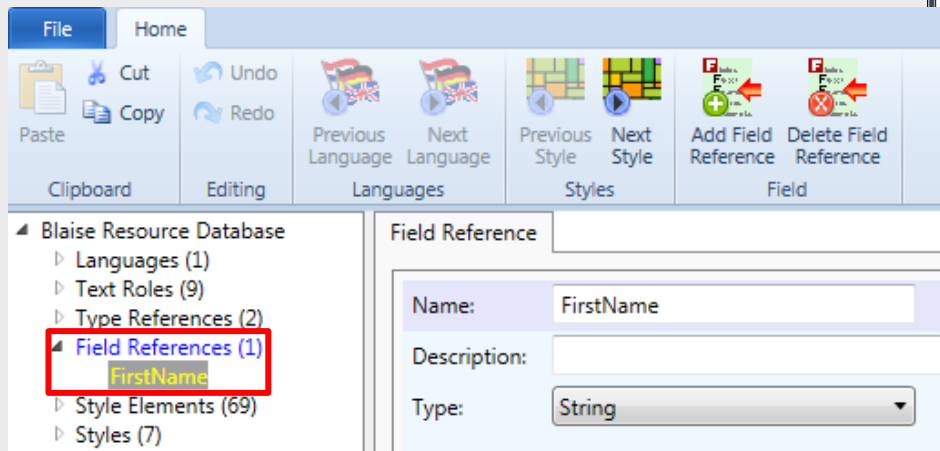 File Home
Cut Undo
Copy Redo
Paste Previous Next Previous Next Add Field Delete Field
Language Language Style Style Reference Reference
Clipboard Editing Languages Styles Field
Blaise Resource Database
Languages (1)
Text Roles (9)
Type References (2)
Field References (1)
FirstName
Style Elements (69)
Styles (7)
Field Reference
Name: FirstName
Description:
Type: String